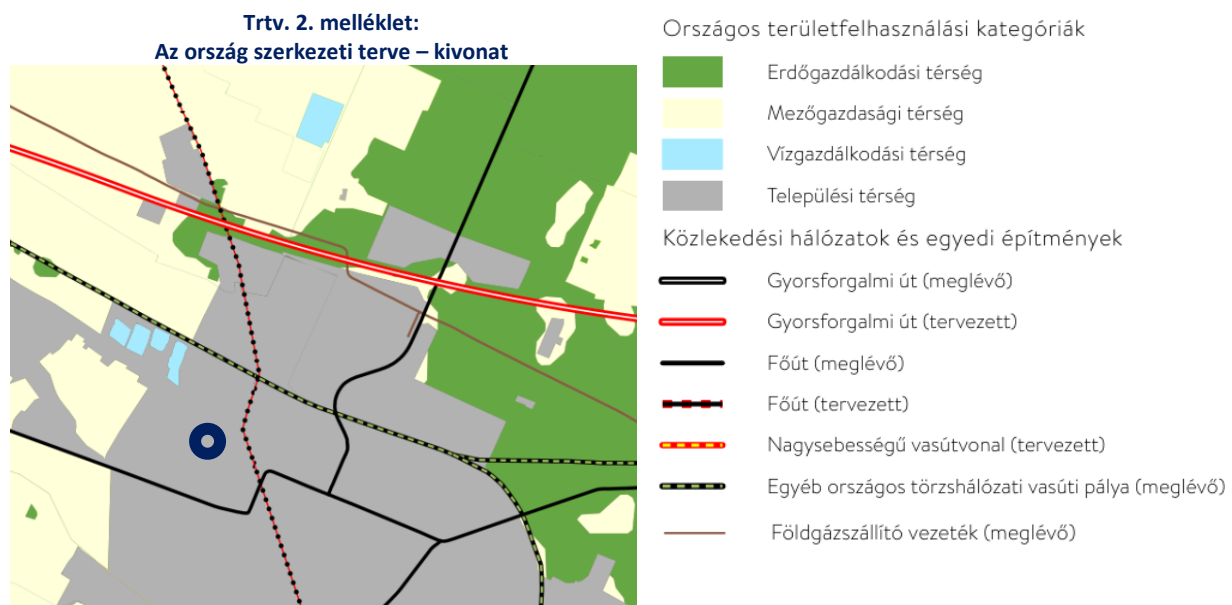 Trtv. 2. melléklet:
Az ország szerkezeti terve – kivonat
Országos területfelhasználási kategóriák
Erdőgazdálkodási térség
Mezőgazdasági térség
Vízgazdálkodási térség
Települési térség
Közlekedési hálózatok és egyedi építmények
Gyorsforgalmi út (meglévő)
Gyorsforgalmi út (tervezett)
Főút (meglévő)
Főút (tervezett)
Nagysebességű vasútvonal (tervezett)
Egyéb országos törzshálózati vasúti pálya (meglévő)
Földgázszállító vezeték (meglévő)